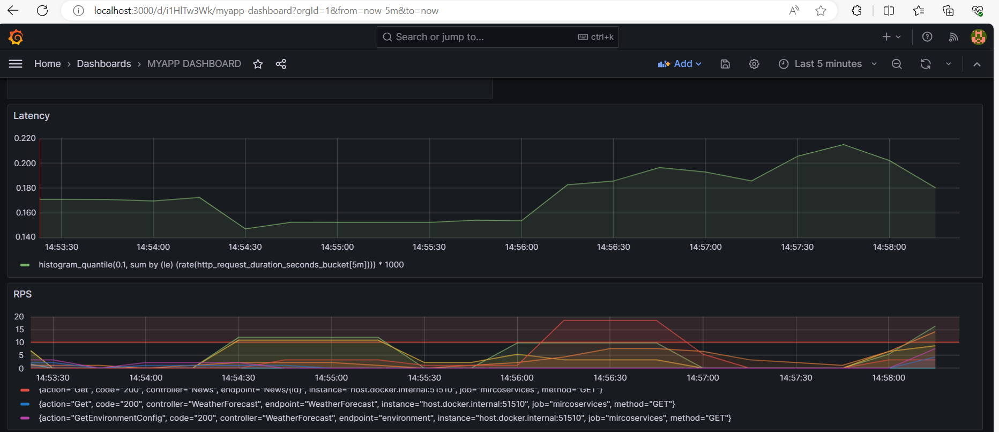 localhost:3000/d/i1HlTw3Wk/myapp-dashboard?orgId=1&from=now-5m&to=now
Search or jump to... ctrl+k
Home › Dashboards › MYAPP DASHBOARD Add Last 5 minutes
Latency
0.220
0.200
0.180
0.160
0.140
14:53:30 14:54:00 14:54:30 14:55:00 14:55:30 14:56:00 14:56:30 14:57:00 14:57:30 14:58:00
histogram_quantile(0.1, sum by (le) (rate(http_request_duration_seconds_bucket[5m]))) * 1000
RPS
20
15
10
5
0
14:53:30 14:54:00 14:54:30 14:55:00 14:55:30 14:56:00 14:56:30 14:57:00 14:57:30 14:58:00
{action="Get", code="200", controller="News", endpoint="News/{id}", instance="host.docker.internal:51510", job="mircoservices", method="GET"}
{action="Get", code="200", controller="WeatherForecast", endpoint="WeatherForecast", instance="host.docker.internal:51510", job="mircoservices", method="GET"}
{action="GetEnvironmentConfig", code="200", controller="WeatherForecast", endpoint="environment", instance="host.docker.internal:51510", job="mircoservices", method="GET"}